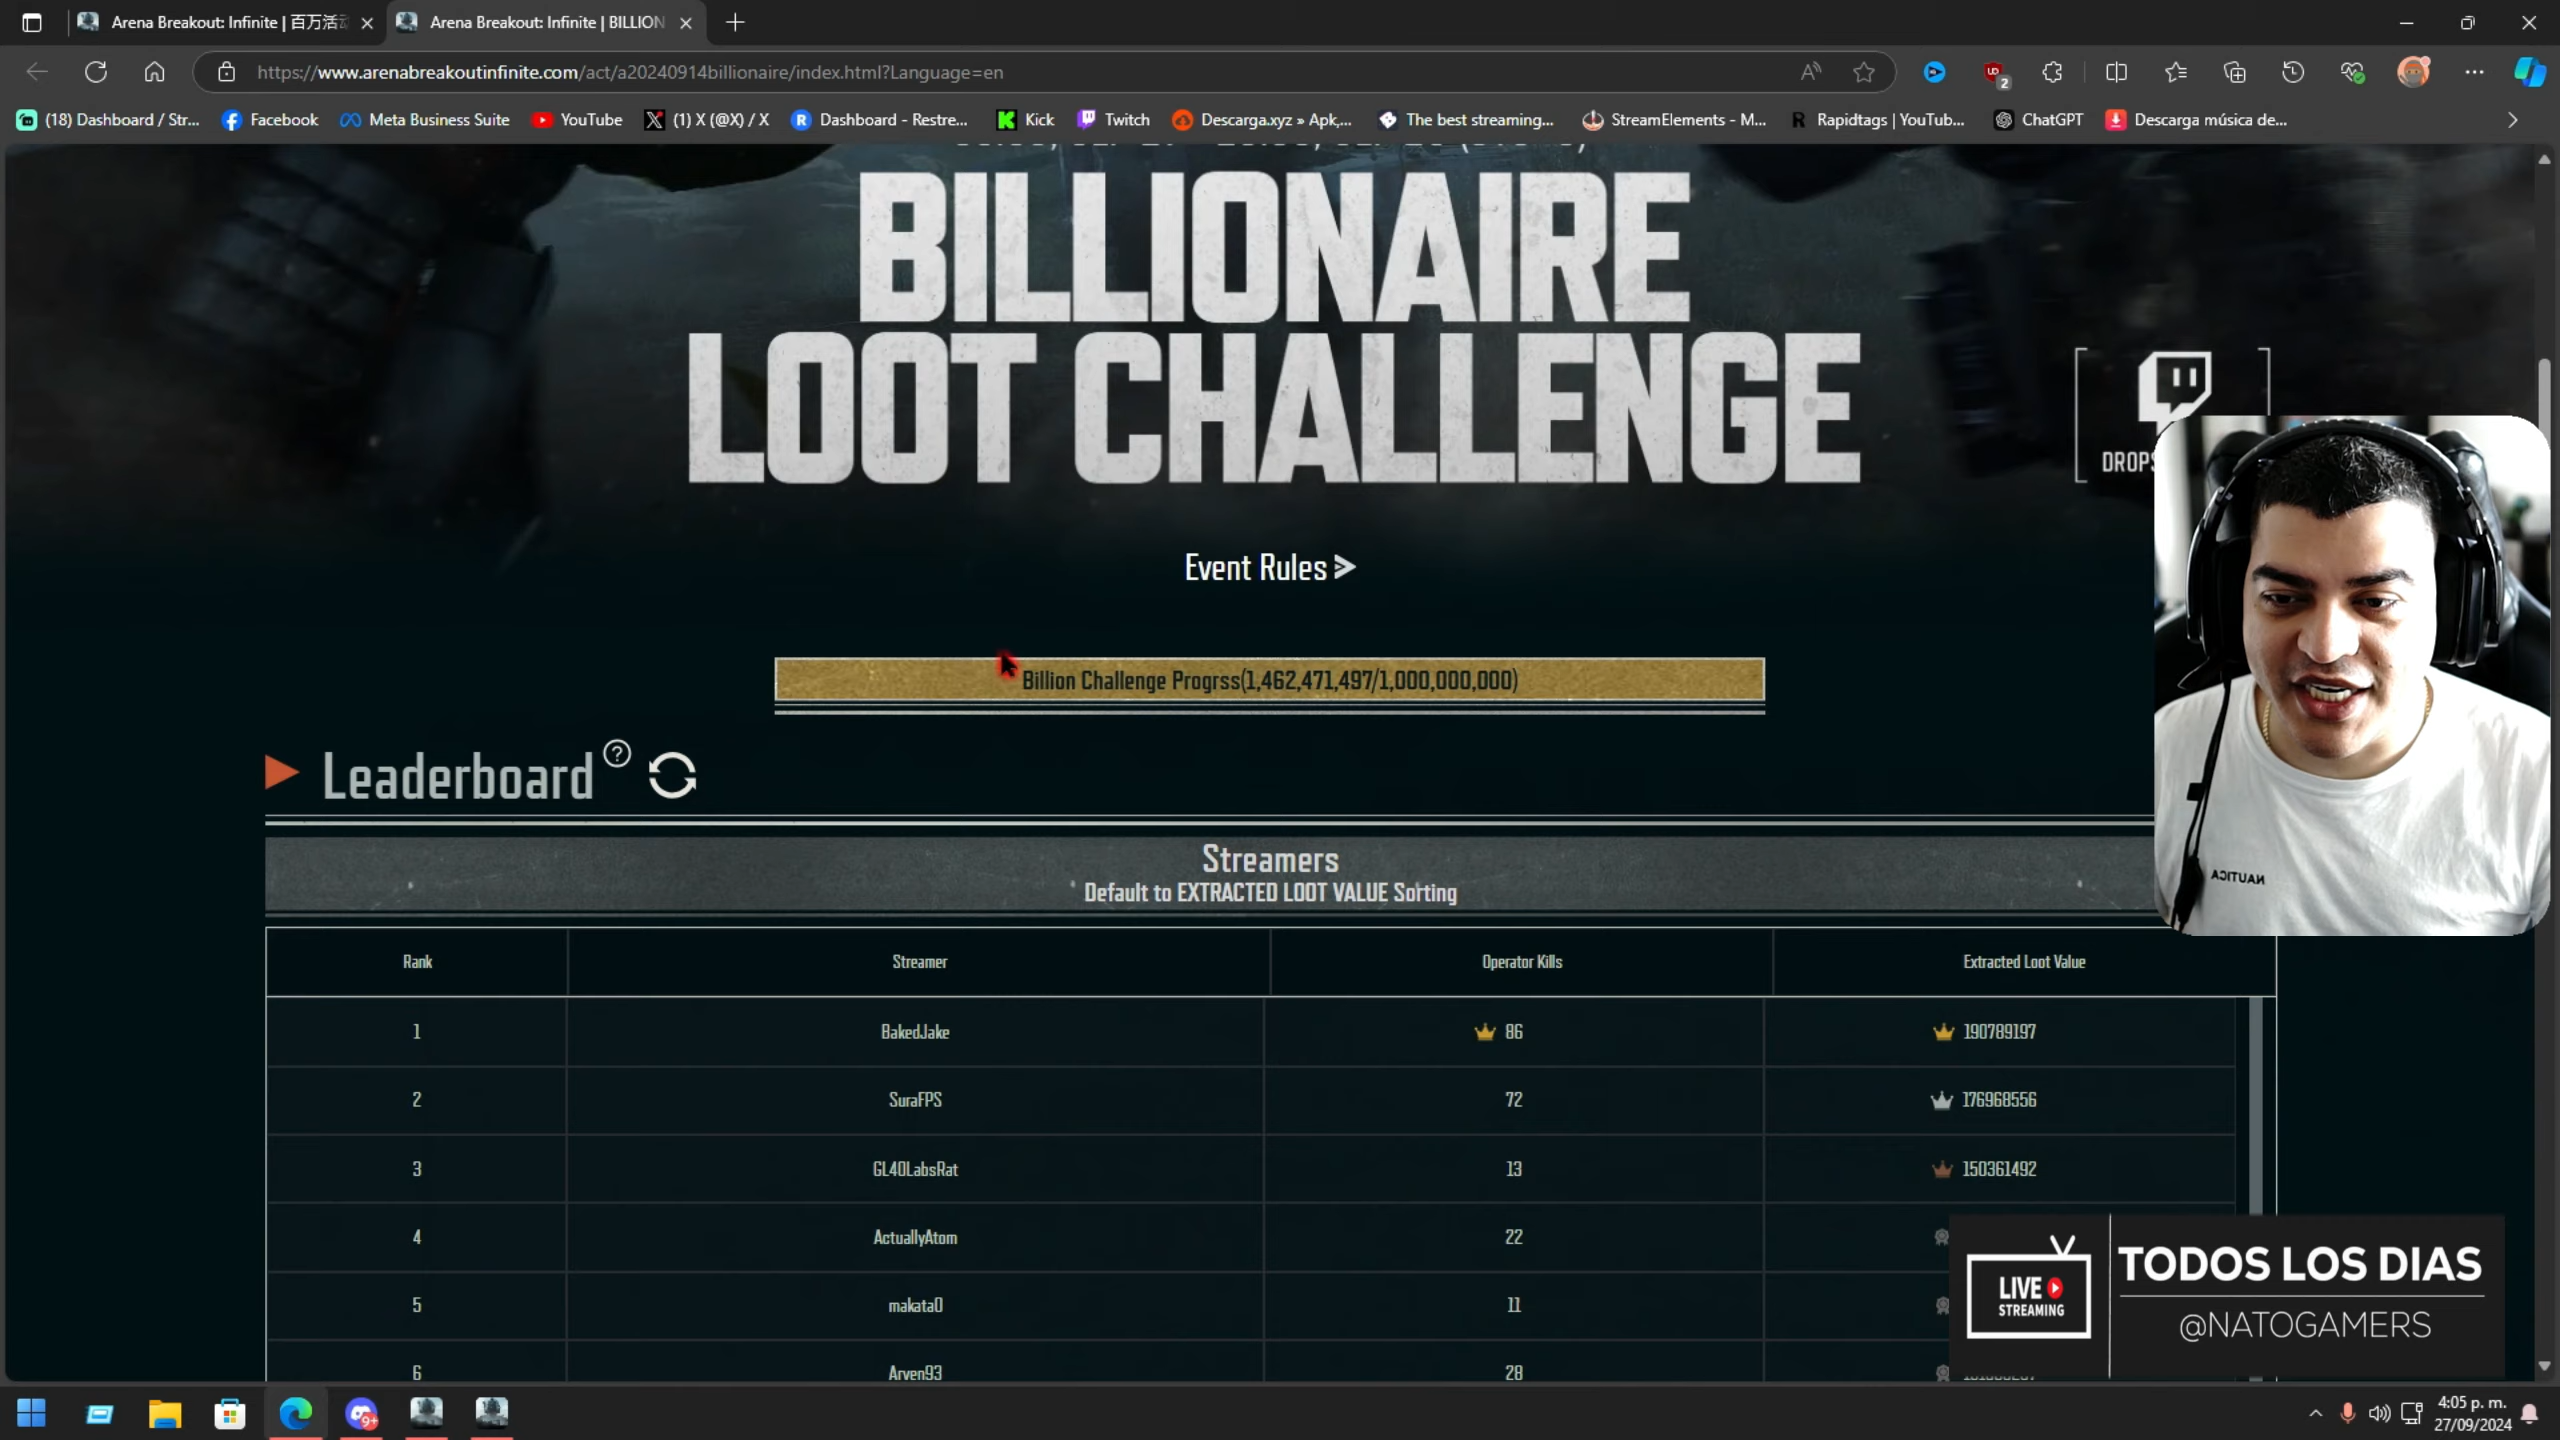 Arena Breakout: Infinite | 百万活动
Arena Breakout: Infinite | BILLION
https://www.arenabreakoutinfinite.com/act/a20240914billionaire/index.html?Language=en
2
(18) Dashboard / Str...
Facebook
Meta Business Suite
YouTube
(1) X (@X) / X
Dashboard - Restre...
Kick
Twitch
Descarga.xyz » Apk,...
The best streaming...
StreamElements - M...
Rapidtags | YouTub...
ChatGPT
Descarga música de...
BILLIONAIRE
LOOT CHALLENGE
DROPS
Event Rules
Billion Challenge Progrss(1,462,471,497/1,000,000,000)
Leaderboard ?
Streamers
Default to EXTRACTED LOOT VALUE Sorting
NAUTICA
Rank Streamer Operator Kills Extracted Loot Value
1 BakedJake 86 190789197
2 SuraFPS 72 176968556
3 GL40LabsRat 13 150361492
4 ActuallyAtom 22
5 makata0 11
6 Arven93 28
LIVE
STREAMING
TODOS LOS DIAS
@NATOGAMERS
9+
4:05 p. m.
27/09/2024